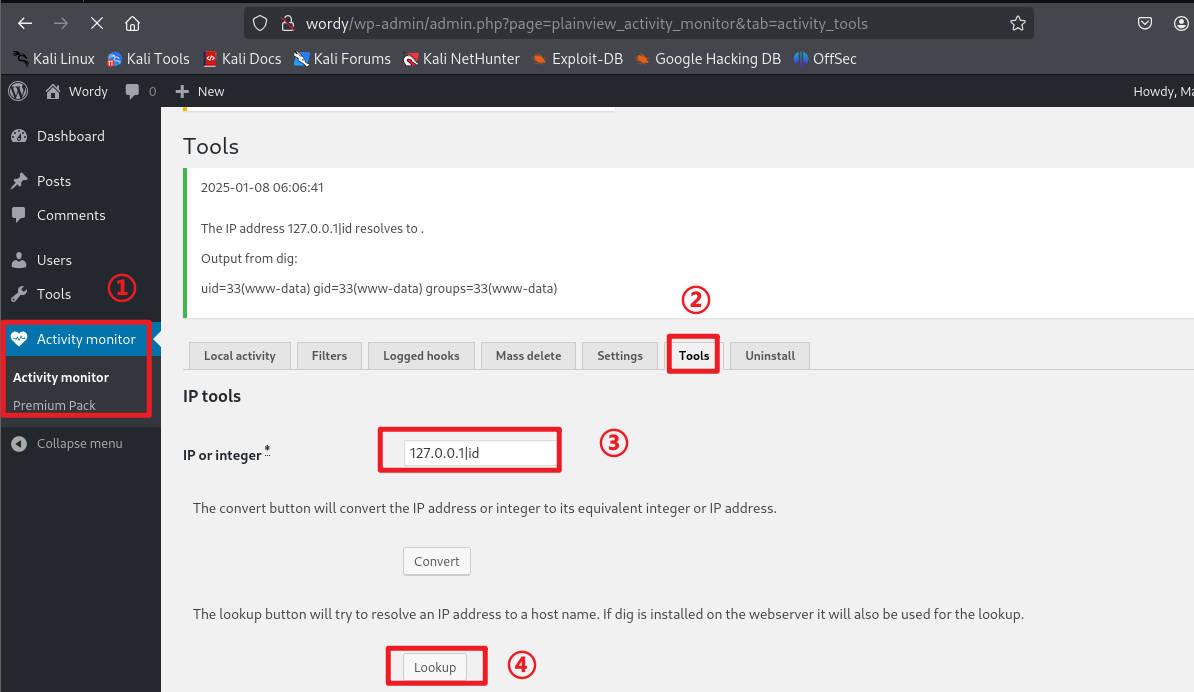 wordy/wp-admin/admin.php?page=plainview_activity_monitor&tab=activity_tools
Kali Linux Kali Tools Kali Docs Kali Forums Kali NetHunter Exploit-DB Google Hacking DB OffSec
Wordy 0 New Howdy, Ma
Dashboard
Posts
Comments
Users
Tools
①
Activity monitor
Activity monitor
Premium Pack
Collapse menu
Tools
2025-01-08 06:06:41
The IP address 127.0.0.1|id resolves to .
Output from dig:
uid=33(www-data) gid=33(www-data) groups=33(www-data)
②
Local activity Filters Logged hooks Mass delete Settings Tools Uninstall
IP tools
IP or integer * 127.0.0.1|id ③
The convert button will convert the IP address or integer to its equivalent integer or IP address.
Convert
The lookup button will try to resolve an IP address to a host name. If dig is installed on the webserver it will also be used for the lookup.
Lookup ④